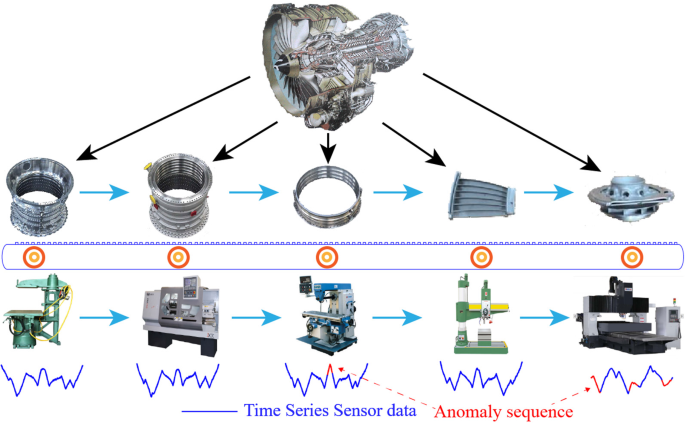 Time Series Sensor data
Anomaly sequence